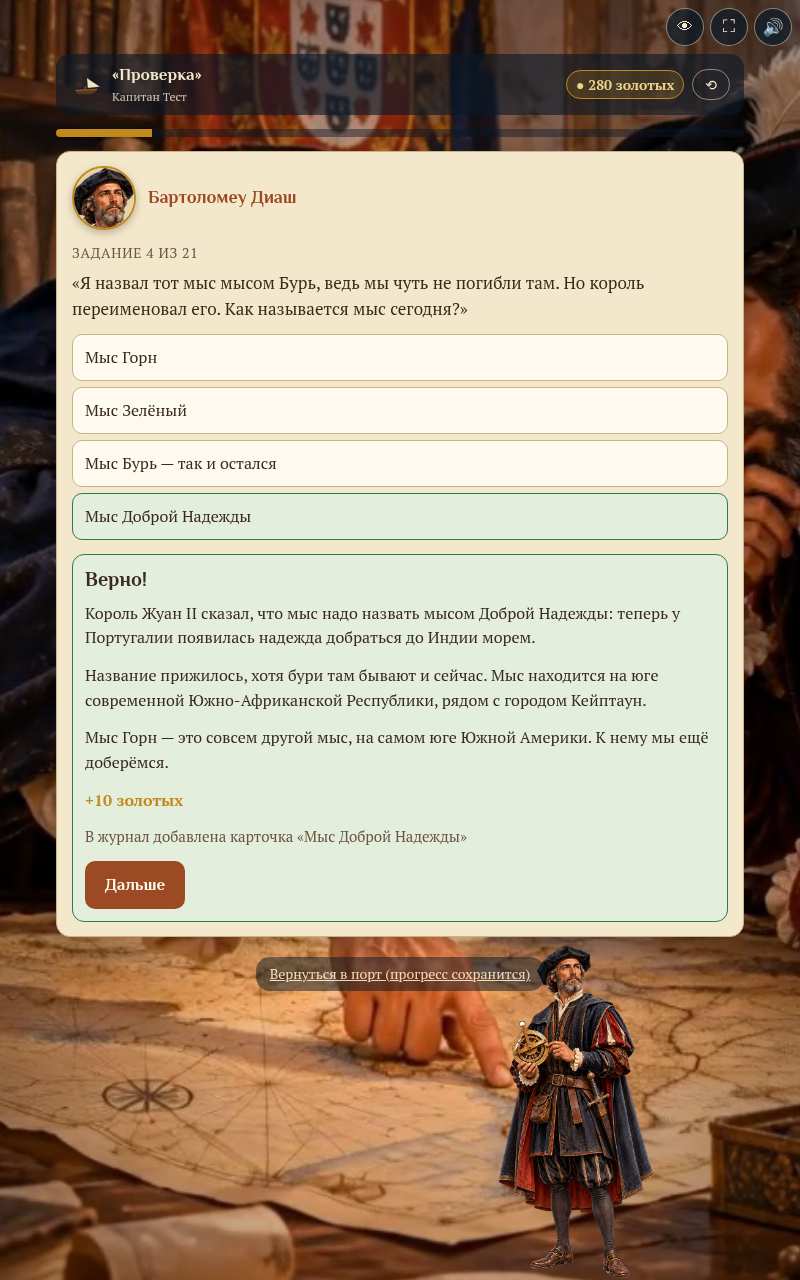 «Проверка»
Капитан Тест
● 280 золотых
Бартоломеу Диаш
ЗАДАНИЕ 4 ИЗ 21
«Я назвал тот мыс мысом Бурь, ведь мы чуть не погибли там. Но король
переименовал его. Как называется мыс сегодня?»
Мыс Горн
Мыс Зелёный
Мыс Бурь — так и остался
Мыс Доброй Надежды
Верно!
Король Жуан II сказал, что мыс надо назвать мысом Доброй Надежды: теперь у
Португалии появилась надежда добраться до Индии морем.
Название прижилось, хотя бури там бывают и сейчас. Мыс находится на юге
современной Южно-Африканской Республики, рядом с городом Кейптаун.
Мыс Горн — это совсем другой мыс, на самом юге Южной Америки. К нему мы ещё
доберёмся.
+10 золотых
В журнал добавлена карточка «Мыс Доброй Надежды»
Дальше
Вернуться в порт (прогресс сохранится)